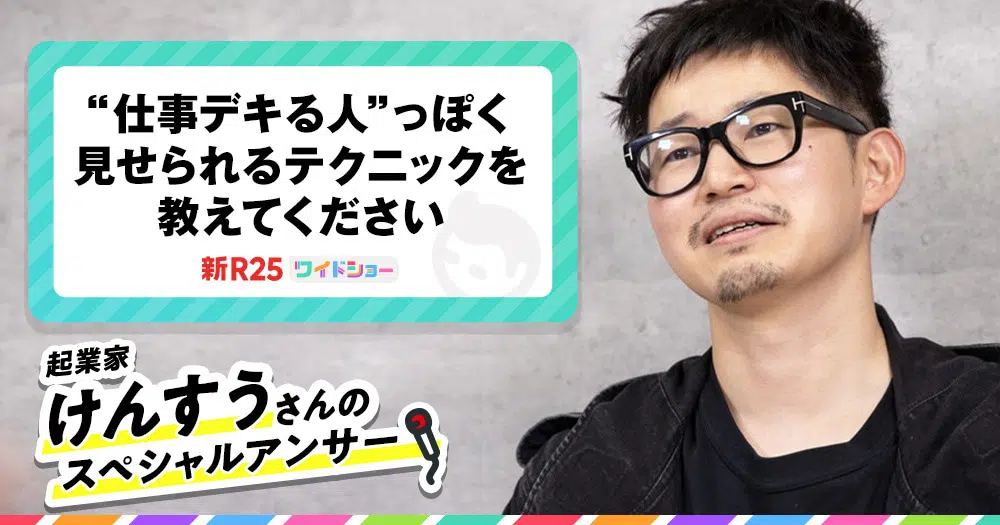 “仕事デキる人”っぽく
見せられるテクニックを
教えてください
新R25 ワイドショー
起業家
けんすうさんの
スペシャルアンサー